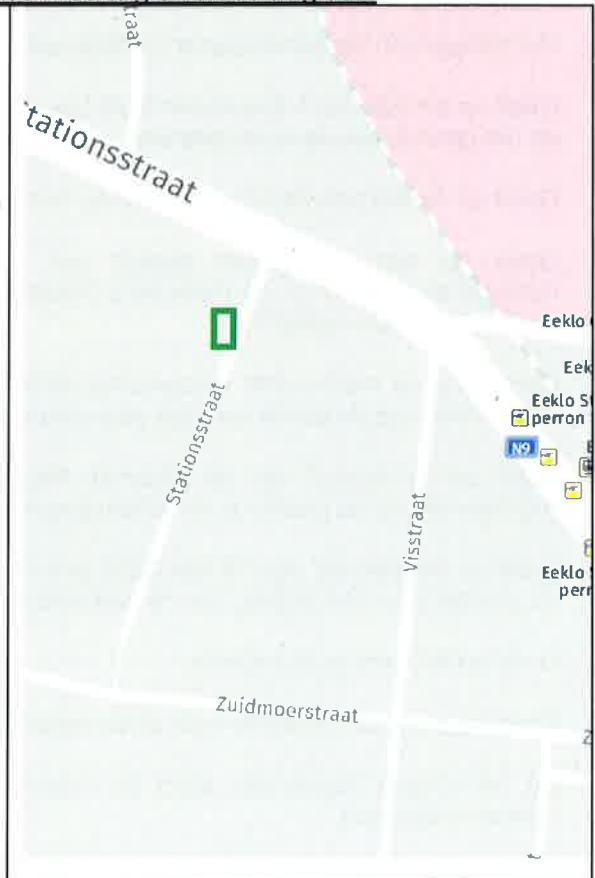 traat
tationsstraat
Eeklo
Eek
Eeklo S
perron
N9
Stationsstraat
Visstraat
Eeklo
perr
Zuidmoerstraat
Z
t